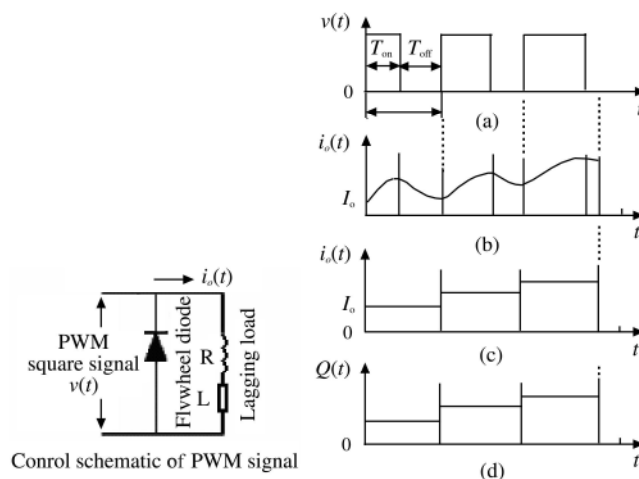 i_o(t)
PWM
square signal
v(t)
Flvwheel diode
R
L
Lagging load
Conrol schematic of PWM signal
v(t)
T_on
T_off
0
t
(a)
i_o(t)
I_o
t
(b)
i_o(t)
I_o
0
t
(c)
Q(t)
0
t
(d)